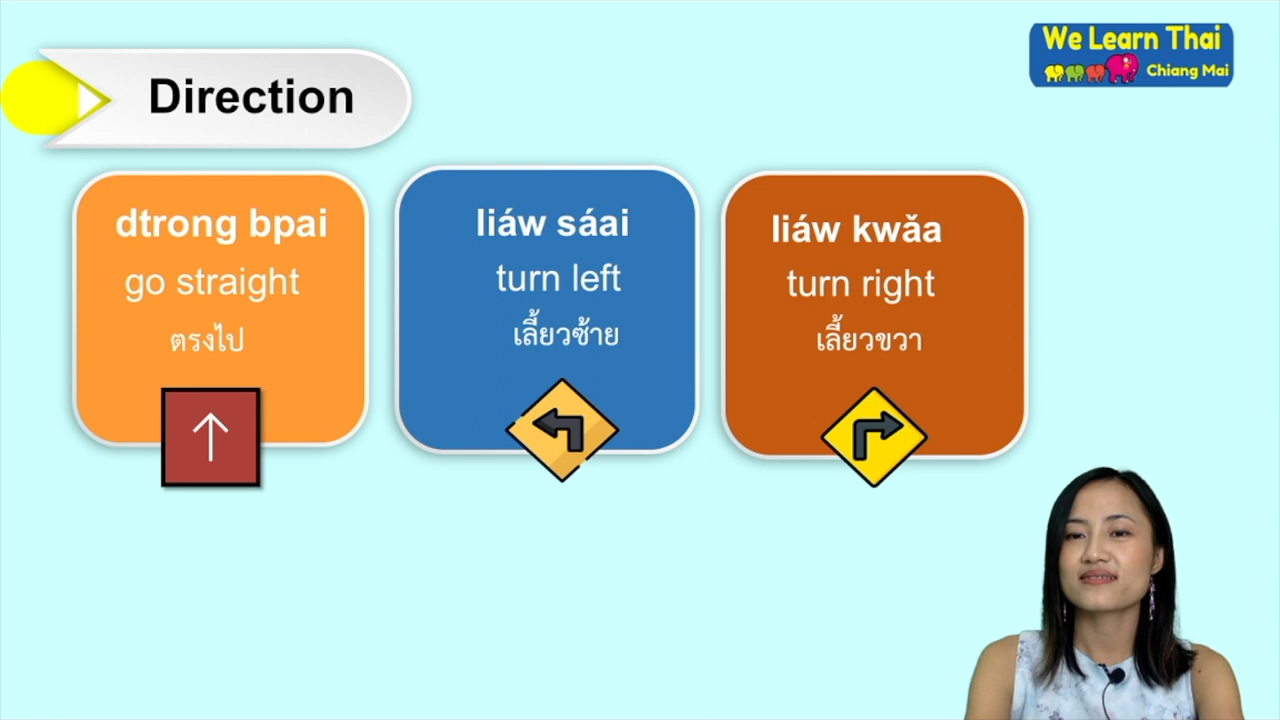 We Learn Thai
Chiang Mai
Direction
dtrong bpai
go straight
ตรงไป
liáw sáai
turn left
เลี้ยวซ้าย
liáw kwǎa
turn right
เลี้ยวขวา